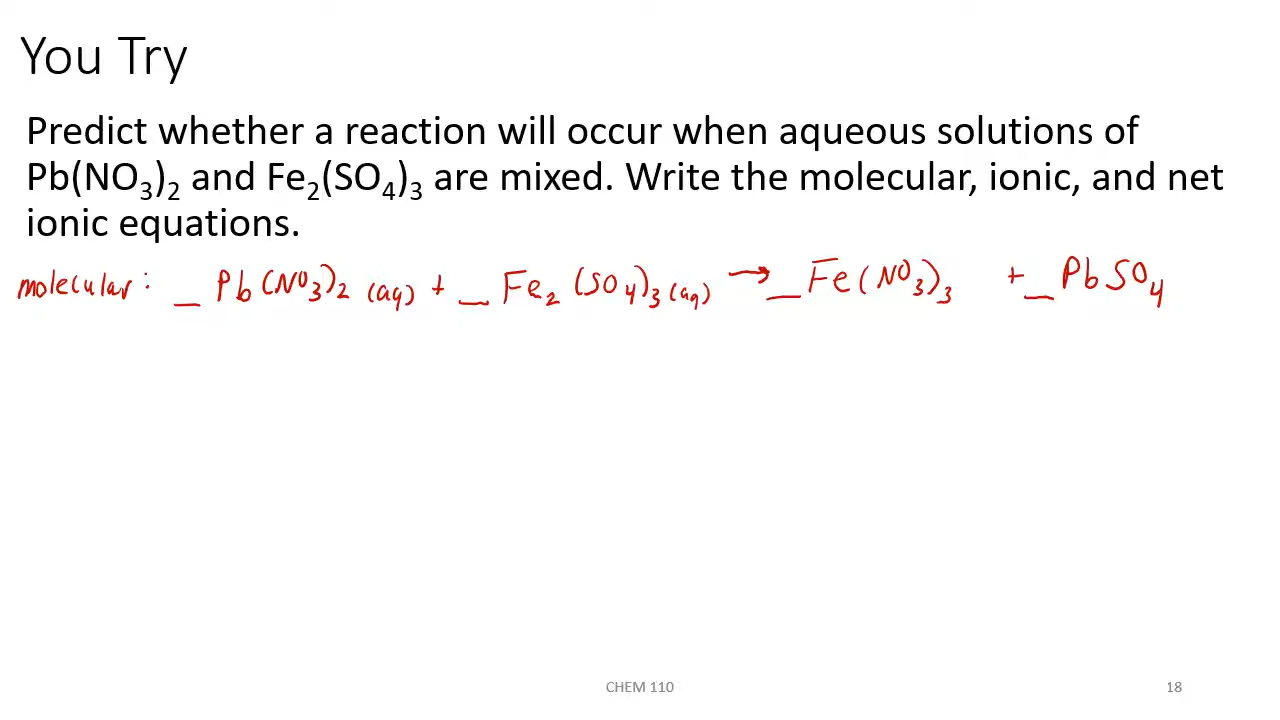 You Try
Predict whether a reaction will occur when aqueous solutions of
Pb(NO₃)₂ and Fe₂(SO₄)₃ are mixed. Write the molecular, ionic, and net
ionic equations.
molecular: _ Pb(NO₃)₂ (aq) + _ Fe₂(SO₄)₃ (aq) → _ Fe(NO₃)₃ + _ PbSO₄
CHEM 110 18